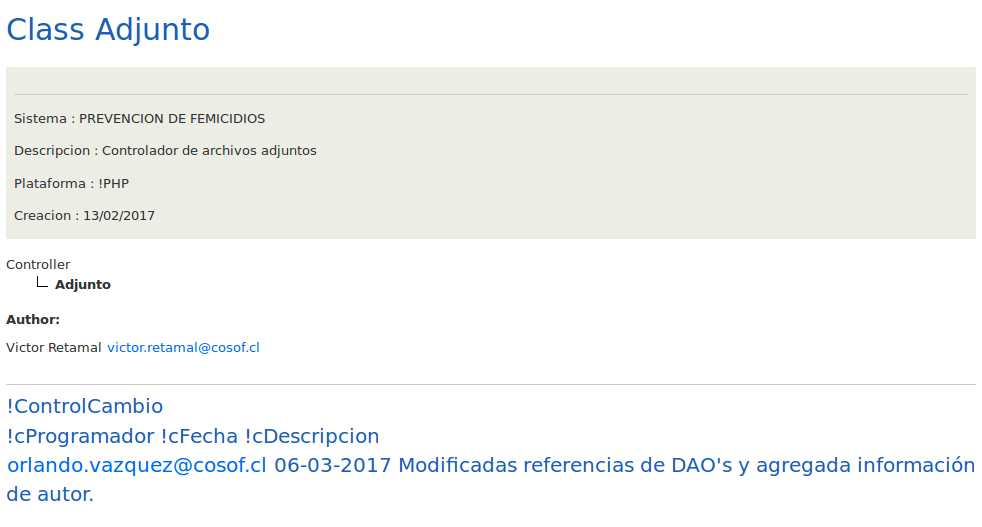 Class Adjunto
Sistema : PREVENCION DE FEMICIDIOS
Descripcion : Controlador de archivos adjuntos
Plataforma : !PHP
Creacion : 13/02/2017
Controller
Adjunto
Author:
Victor Retamal victor.retamal@cosof.cl
!ControlCambio
!cProgramador !cFecha !cDescripcion
orlando.vazquez@cosof.cl 06-03-2017 Modificadas referencias de DAO's y agregada información
de autor.